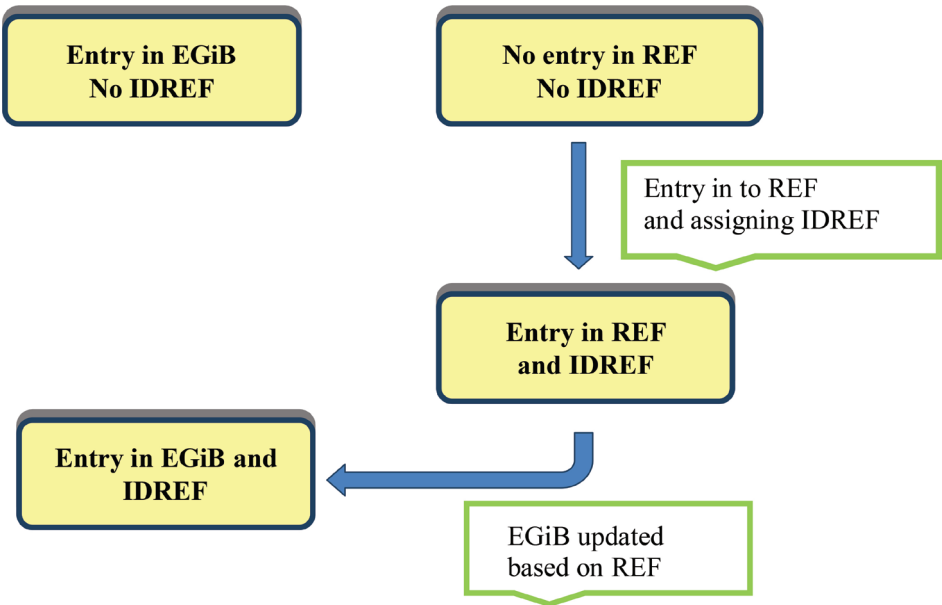 Entry in EGiB
No IDREF
No entry in REF
No IDREF
Entry in to REF
and assigning IDREF
Entry in REF
and IDREF
Entry in EGiB and
IDREF
EGiB updated
based on REF